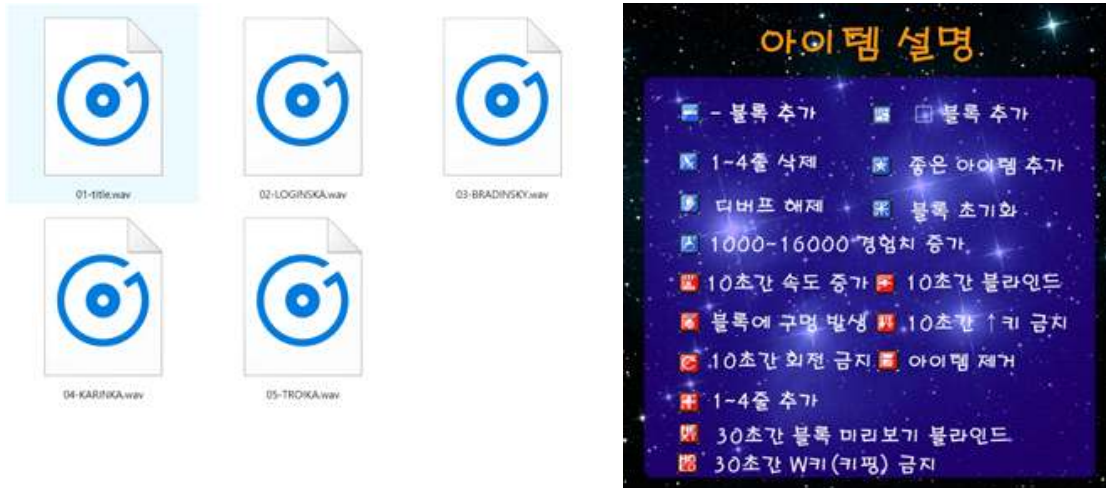 01-title.wav
02-LOGINSKA.wav
03-BRADINSKY.wav
04-KARINKA.wav
05-TROIKA.wav
아이템 설명
- 블록 추가
□ 블록 추가
1~4줄 삭제
좋은 아이템 추가
디버프 해제
블록 초기화
1000~16000 경험치 증가
10초간 속도 증가
10초간 블라인드
블록에 구멍 발생
10초간 ↑키 금지
10초간 회전 금지
아이템 제거
1~4줄 추가
30초간 블록 미리보기 블라인드
30초간 W키(키핑) 금지